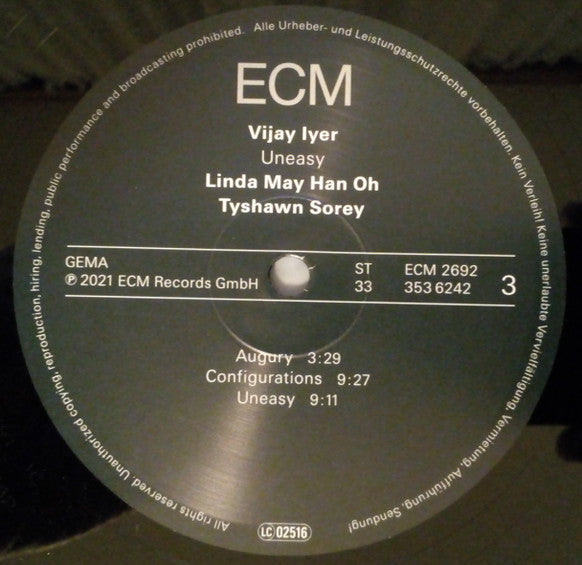 ECM
Vijay Iyer
Uneasy
Linda May Han Oh
Tyshawn Sorey
GEMA
℗ 2021 ECM Records GmbH
ST
33
ECM 2692
353 6242
3
Augury 3:29
Configurations 9:27
Uneasy 9:11
LC 02516
All rights reserved. Unauthorized copying, reproduction, hiring, lending, public performance and broadcasting prohibited. Alle Urheber- und Leistungsschutzrechte vorbehalten. Kein Verleih! Keine unerlaubte Vervielfältigung, Vermietung, Aufführung, Sendung!